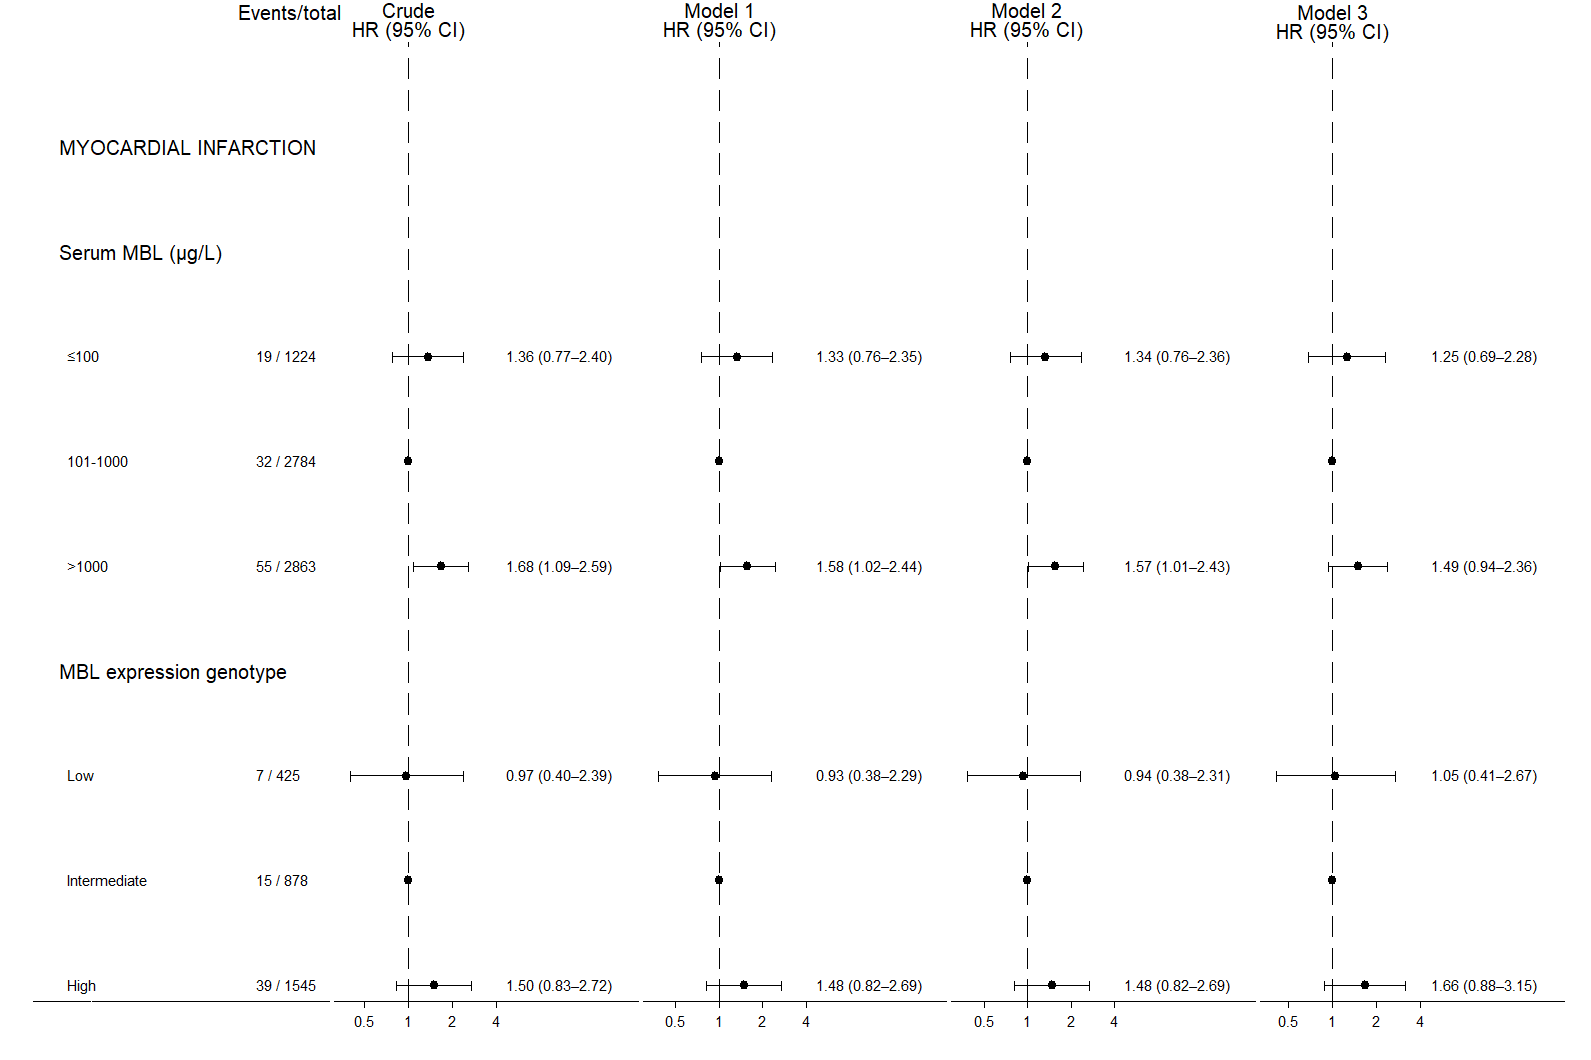 Events/total Crude Model 1 Model 2 Model 3
HR (95% CI) HR (95% CI) HR (95% CI) HR (95% CI)
MYOCARDIAL INFARCTION
Serum MBL (µg/L)
≤100 19 / 1224 1.36 (0.77–2.40) 1.33 (0.76–2.35) 1.34 (0.76–2.36) 1.25 (0.69–2.28)
101-1000 32 / 2784
>1000 55 / 2863 1.68 (1.09–2.59) 1.58 (1.02–2.44) 1.57 (1.01–2.43) 1.49 (0.94–2.36)
MBL expression genotype
Low 7 / 425 0.97 (0.40–2.39) 0.93 (0.38–2.29) 0.94 (0.38–2.31) 1.05 (0.41–2.67)
Intermediate 15 / 878
High 39 / 1545 1.50 (0.83–2.72) 1.48 (0.82–2.69) 1.48 (0.82–2.69) 1.66 (0.88–3.15)
0.5 1 2 4 0.5 1 2 4 0.5 1 2 4 0.5 1 2 4